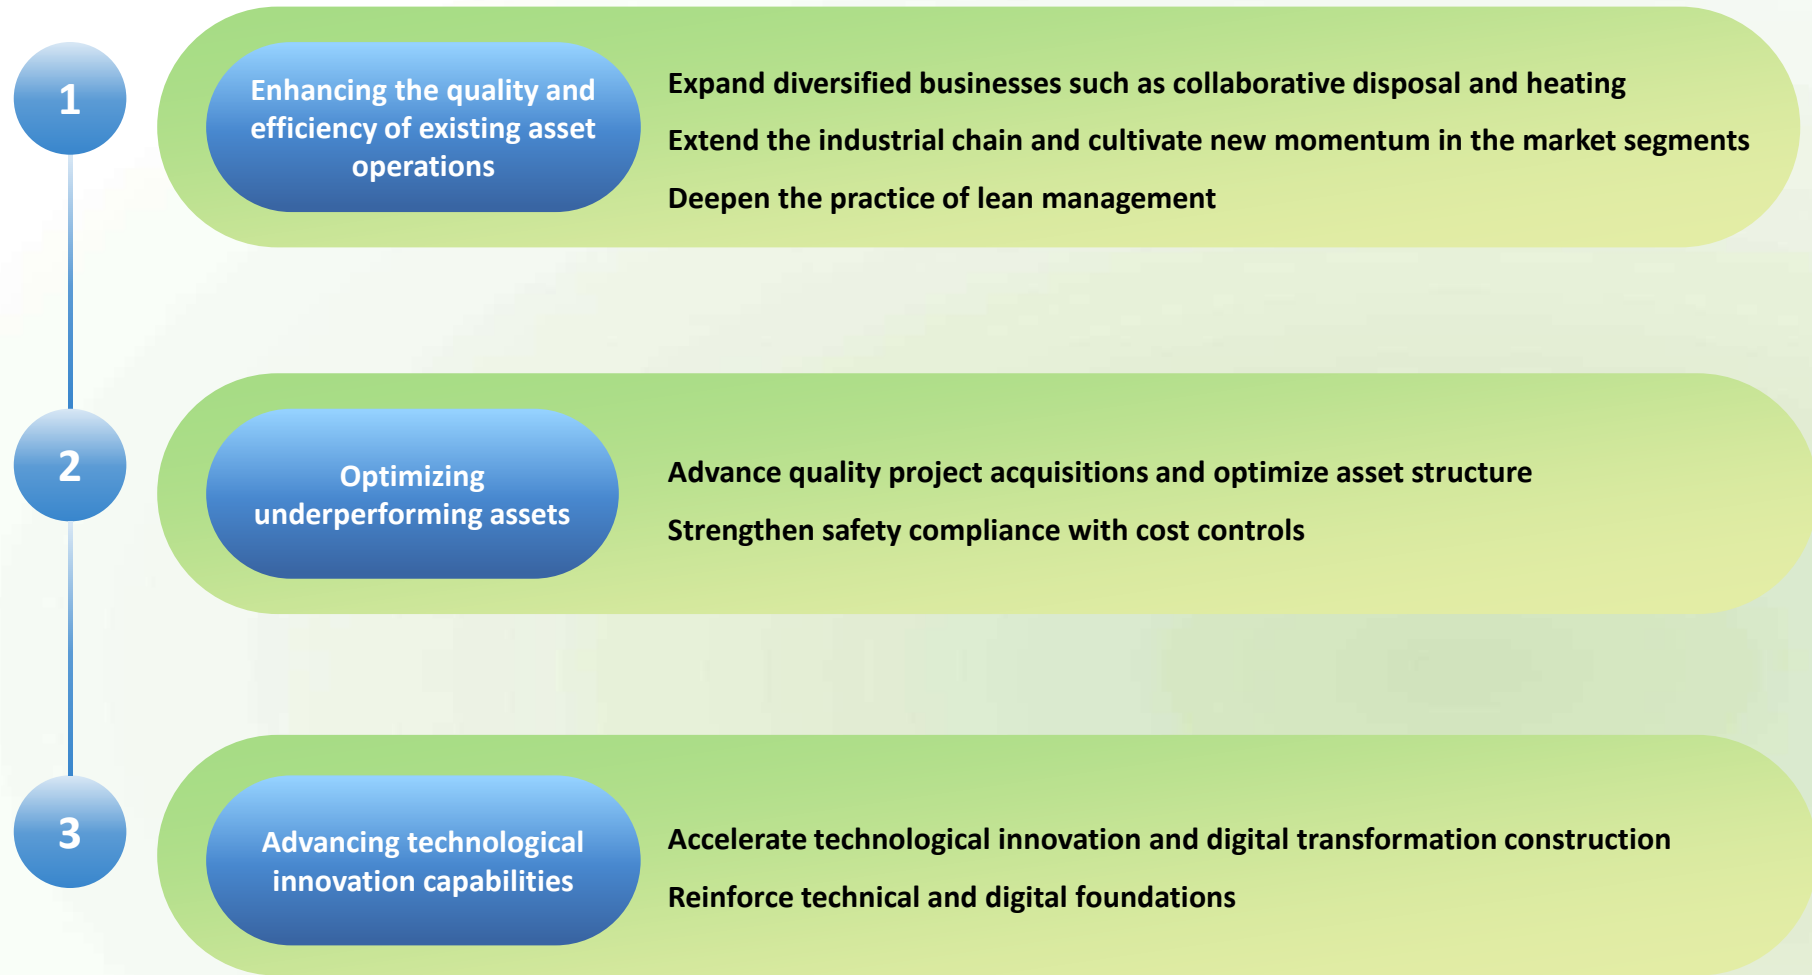 1
Enhancing the quality and
efficiency of existing asset
operations
Expand diversified businesses such as collaborative disposal and heating
Extend the industrial chain and cultivate new momentum in the market segments
Deepen the practice of lean management
2
Optimizing
underperforming assets
Advance quality project acquisitions and optimize asset structure
Strengthen safety compliance with cost controls
3
Advancing technological
innovation capabilities
Accelerate technological innovation and digital transformation construction
Reinforce technical and digital foundations